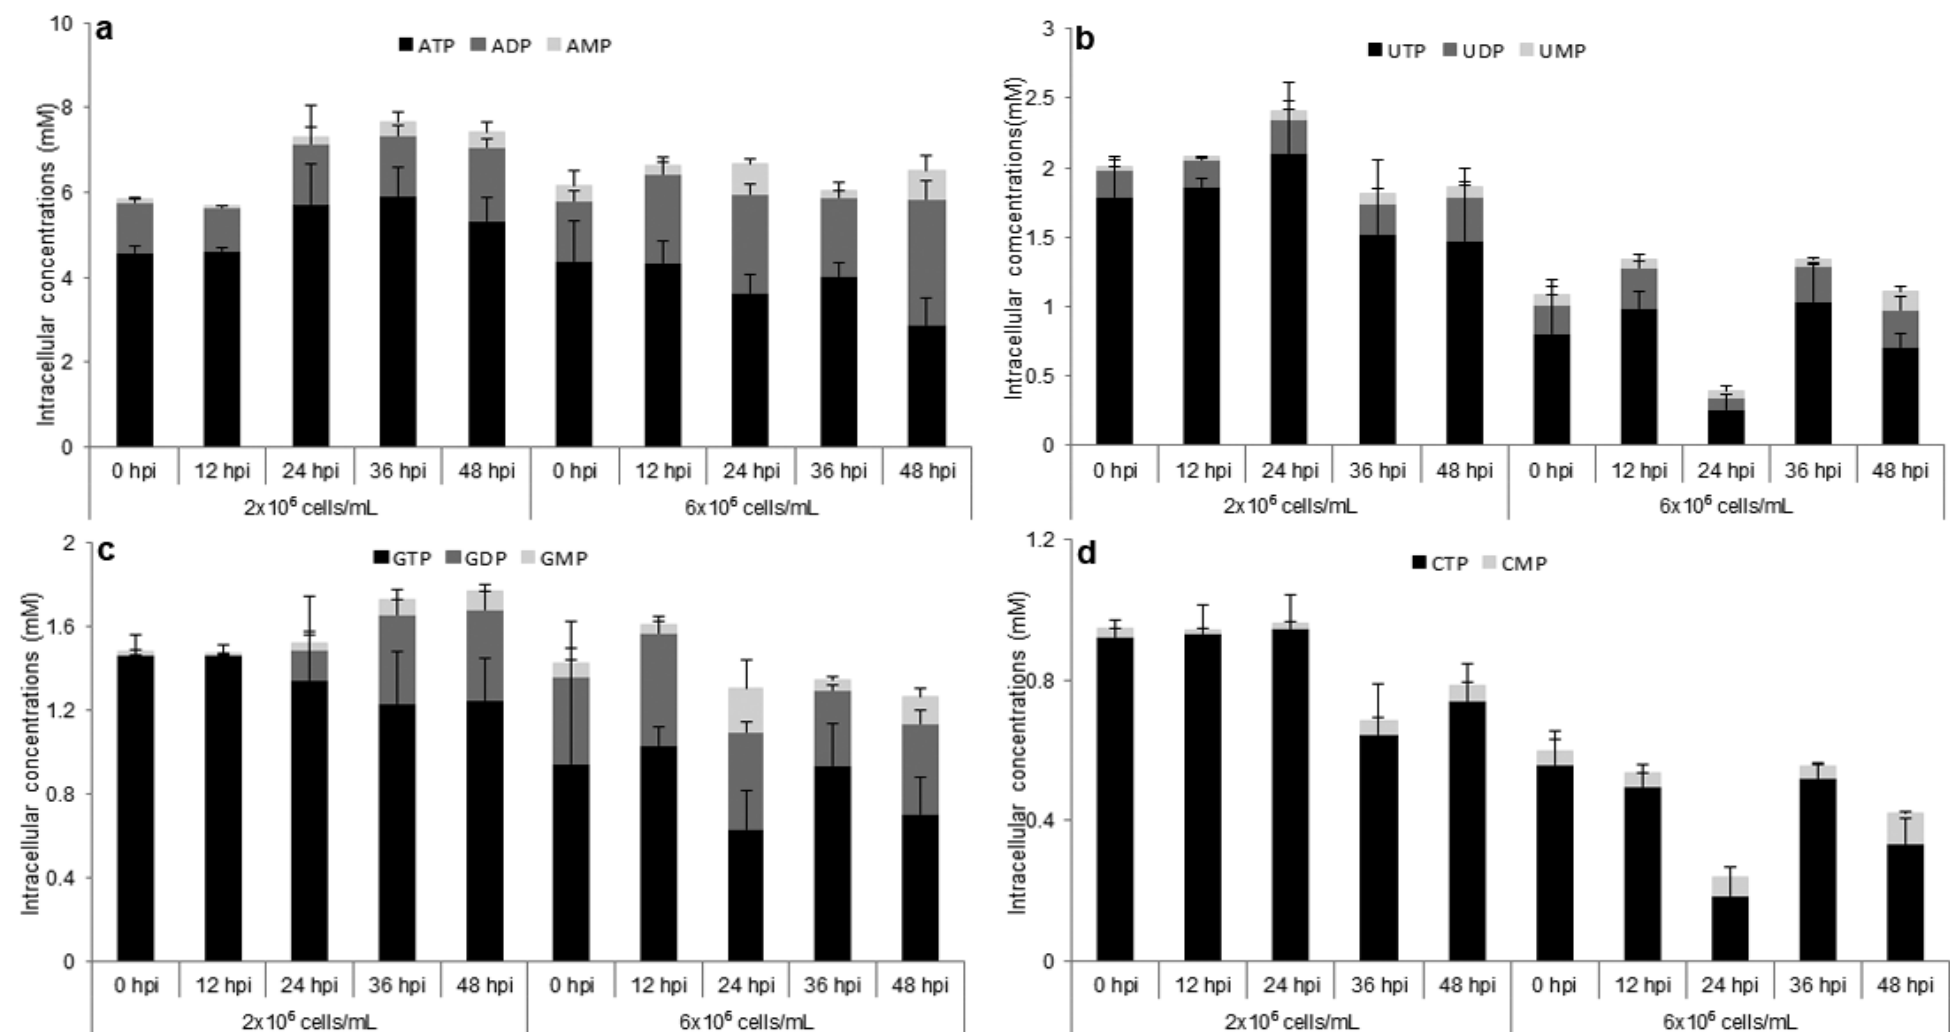 a
ATP ADP AMP
Intracellular concentrations (mM)
10
8
6
4
2
0
0 hpi 12 hpi 24 hpi 36 hpi 48 hpi 0 hpi 12 hpi 24 hpi 36 hpi 48 hpi
2x10⁶ cells/mL 6x10⁶ cells/mL
b
UTP UDP UMP
Intracellular comcentrations(mM)
3
2.5
2
1.5
1
0.5
0
0 hpi 12 hpi 24 hpi 36 hpi 48 hpi 0 hpi 12 hpi 24 hpi 36 hpi 48 hpi
2x10⁶ cells/mL 6x10⁶ cells/mL
c
GTP GDP GMP
Intracellular concentrations (mM)
2
1.6
1.2
0.8
0.4
0
0 hpi 12 hpi 24 hpi 36 hpi 48 hpi 0 hpi 12 hpi 24 hpi 36 hpi 48 hpi
2x10⁶ cells/mL 6x10⁶ cells/mL
d
CTP CMP
Intracellular concentrations (mM)
1.2
0.8
0.4
0
0 hpi 12 hpi 24 hpi 36 hpi 48 hpi 0 hpi 12 hpi 24 hpi 36 hpi 48 hpi
2x10⁶ cells/mL 6x10⁶ cells/mL